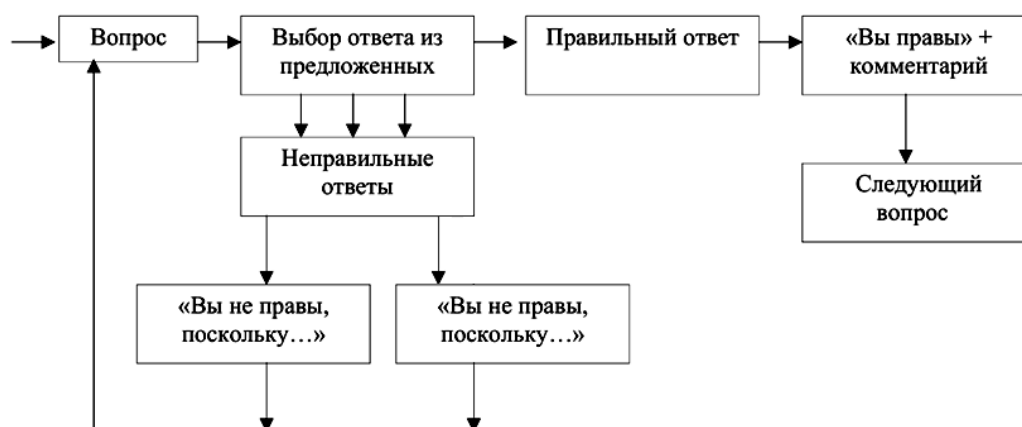 Вопрос
Выбор ответа из
предложенных
Правильный ответ
«Вы правы» +
комментарий
Неправильные
ответы
Следующий
вопрос
«Вы не правы,
поскольку…»
«Вы не правы,
поскольку…»